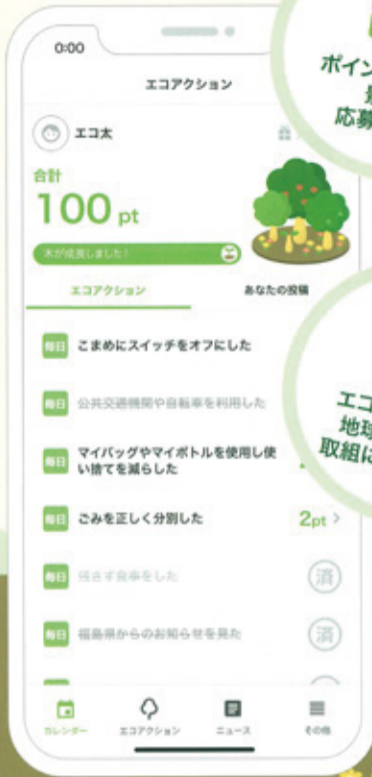 0:00
エコアクション
エコ太
合計
100 pt
木が成長しました!
エコアクション
あなたの投稿
毎日 こまめにスイッチをオフにした
毎日 公共交通機関や自転車を利用した
毎日 マイバッグやマイボトルを使用し使
い捨てを減らした
毎日 ごみを正しく分別した 2pt >
毎日 残さず食事をした 済
毎日 福島県からのお知らせを見た 済
カレンダー
エコアクション
ニュース
その他
ポイン
応募
エコ
地球
取組に